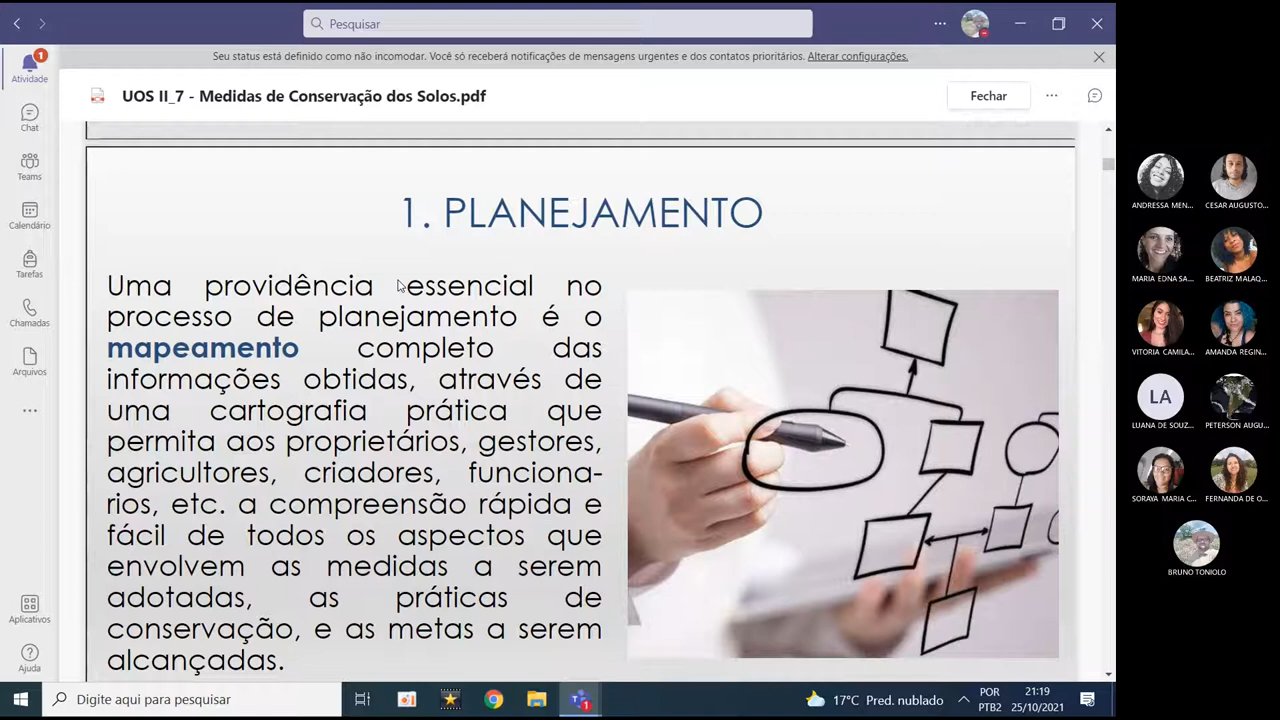 Pesquisar
Seu status está definido como não incomodar. Você só receberá notificações de mensagens urgentes e dos contatos prioritários. Alterar configurações.
1
Atividade
Chat
Teams
Calendário
Tarefas
Chamadas
Arquivos
Aplicativos
Ajuda
UOS II_7 - Medidas de Conservação dos Solos.pdf
Fechar
1. PLANEJAMENTO
Uma providência essencial no
processo de planejamento é o
mapeamento completo das
informações obtidas, através de
uma cartografia prática que
permita aos proprietários, gestores,
agricultores, criadores, funciona-
rios, etc. a compreensão rápida e
fácil de todos os aspectos que
envolvem as medidas a serem
adotadas, as práticas de
conservação, e as metas a serem
alcançadas.
ANDRESSA MEN...
CESAR AUGUSTO...
MARIA EDNA SA...
BEATRIZ MALAQ...
VITORIA CAMILA...
AMANDA REGIN...
LA
LUANA DE SOUZ...
PETERSON AUGU...
SORAYA MARIA C...
FERNANDA DE O...
BRUNO TONIOLO
Digite aqui para pesquisar
1
17°C Pred. nublado
POR
PTB2
21:19
25/10/2021